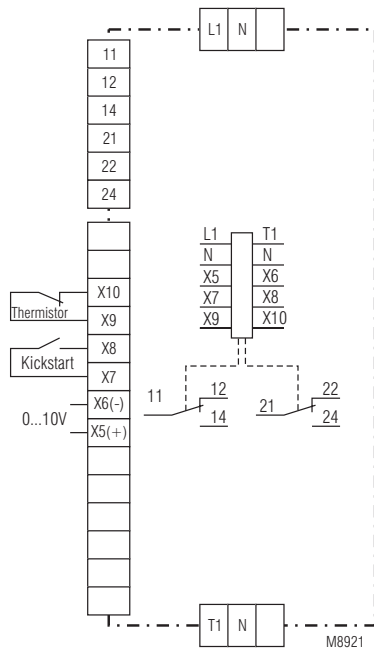 L1 N
11
12
14
21
22
24
L1 T1
N N
X5 X6
X7 X8
X9 X10
X10
Thermistor
X9
X8
Kickstart
X7
X6(-)
0...10V
X5(+)
11 12
14
21 22
24
T1 N
M8921